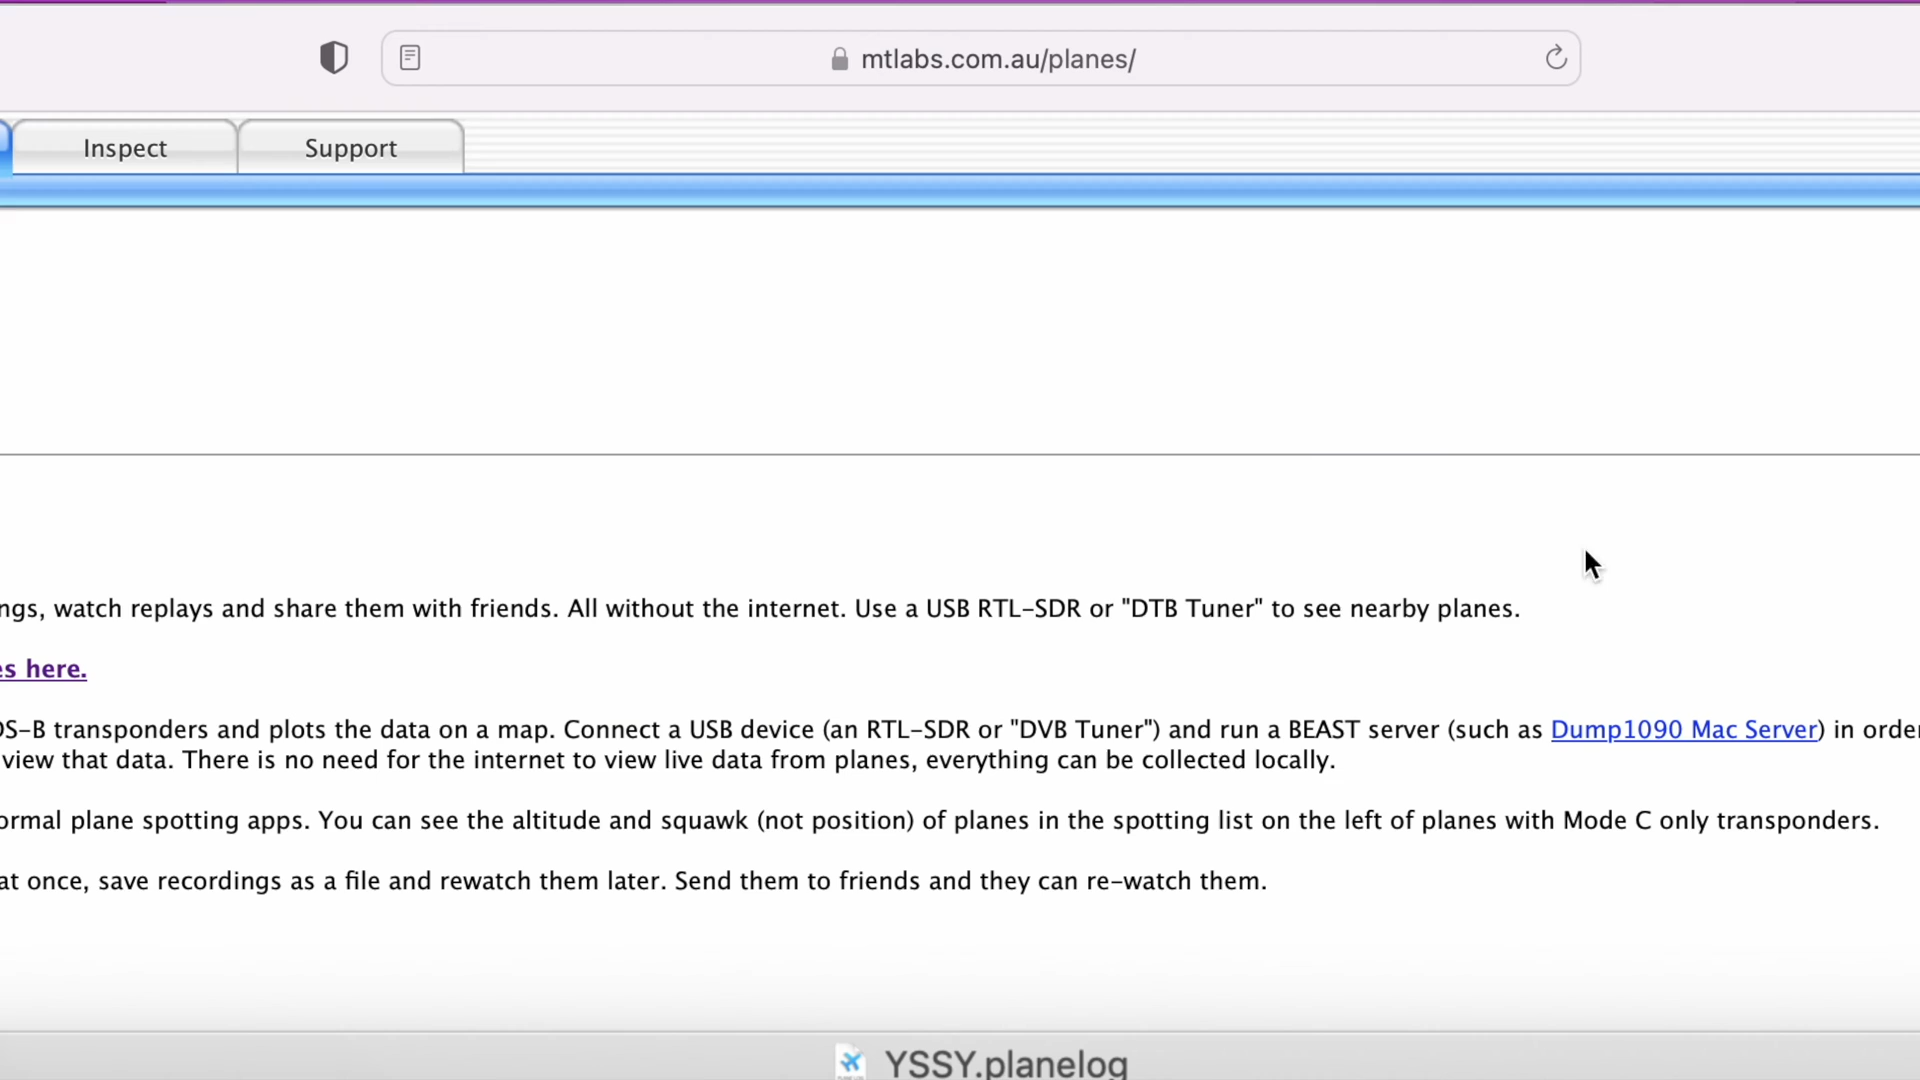 mtlabs.com.au/planes/
Inspect Support
ngs, watch replays and share them with friends. All without the internet. Use a USB RTL-SDR or "DTB Tuner" to see nearby planes.
es here.
DS-B transponders and plots the data on a map. Connect a USB device (an RTL-SDR or "DVB Tuner") and run a BEAST server (such as Dump1090 Mac Server) in orde
view that data. There is no need for the internet to view live data from planes, everything can be collected locally.
ormal plane spotting apps. You can see the altitude and squawk (not position) of planes in the spotting list on the left of planes with Mode C only transponders.
at once, save recordings as a file and rewatch them later. Send them to friends and they can re-watch them.
YSSY.planelog